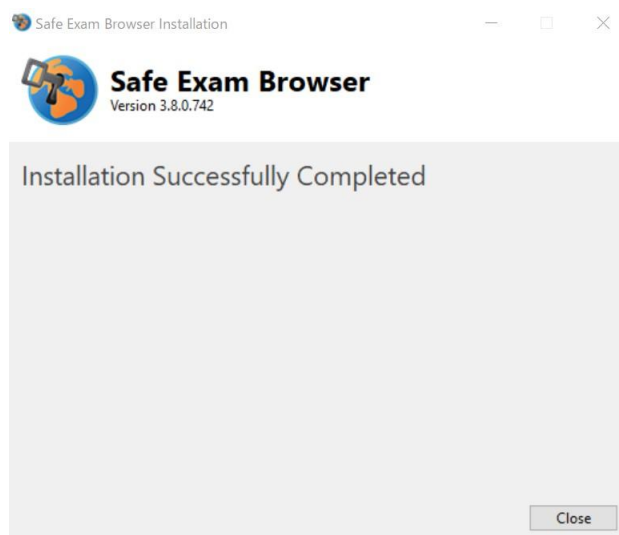 Safe Exam Browser Installation
Safe Exam Browser
Version 3.8.0.742
Installation Successfully Completed
Close